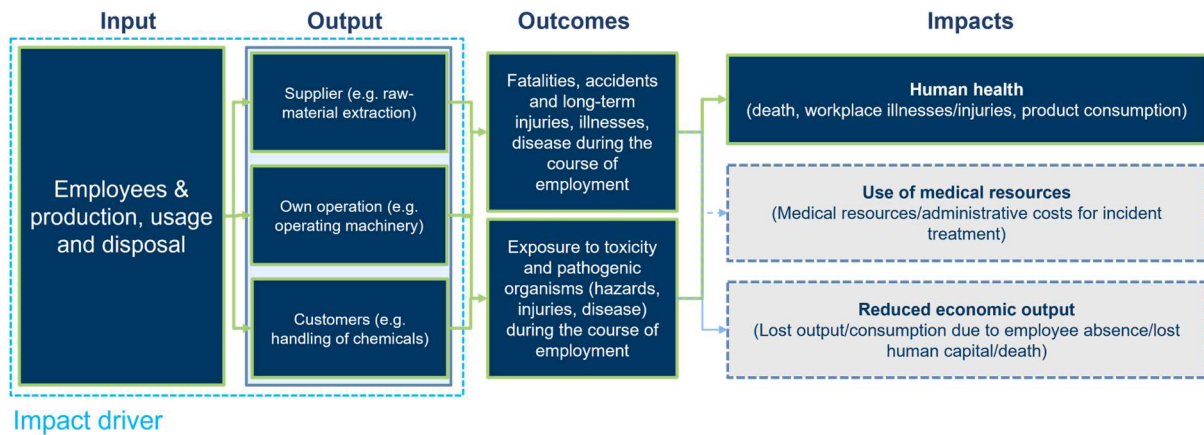 Input
Output
Outcomes
Impacts
Employees &
production, usage
and disposal
Supplier (e.g. raw-
material extraction)
Own operation (e.g.
operating machinery)
Customers (e.g.
handling of chemicals)
Fatalities, accidents
and long-term
injuries, illnesses,
disease during the
course of
employment
Exposure to toxicity
and pathogenic
organisms (hazards,
injuries, disease)
during the course of
employment
Human health
(death, workplace illnesses/injuries, product consumption)
Use of medical resources
(Medical resources/administrative costs for incident
treatment)
Reduced economic output
(Lost output/consumption due to employee absence/lost
human capital/death)
Impact driver